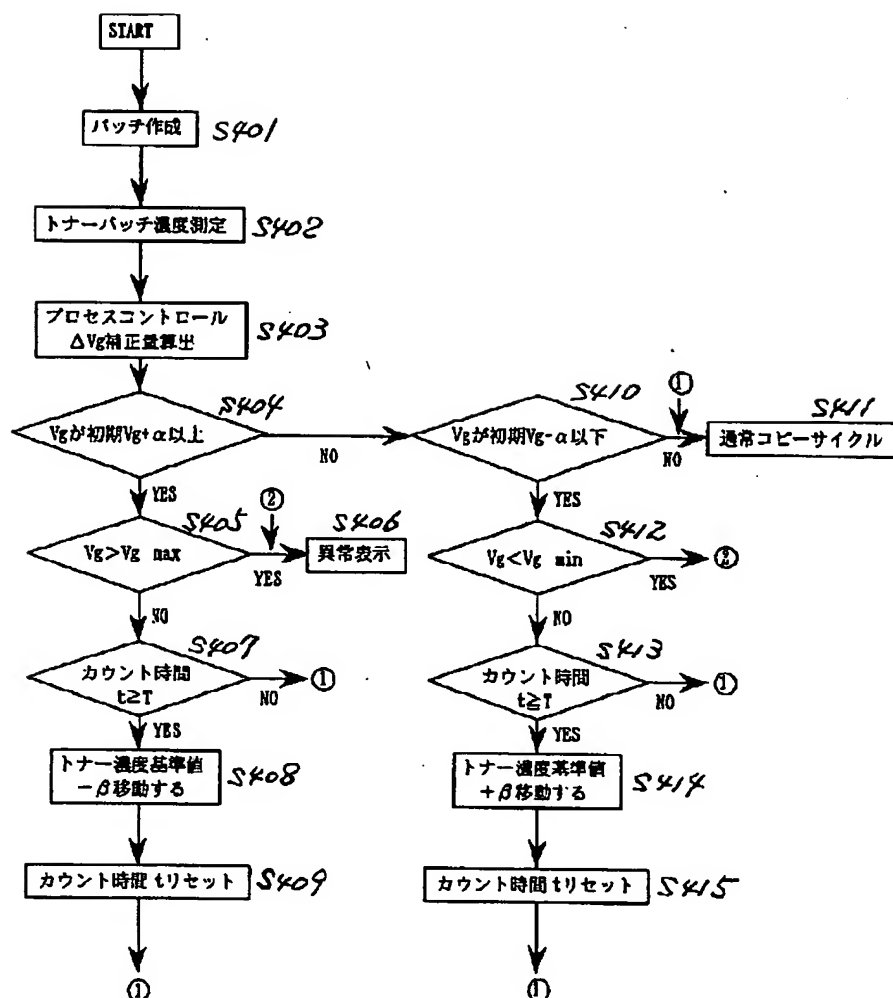 START
パッチ作成
S401
トナーパッチ濃度測定
S402
プロセスコントロール
ΔVg補正量算出
S403
Vgが初期Vg+α以上
S404
NO
YES
Vg>Vg max
S405
②
YES
異常表示
S406
NO
カウント時間
t≧T
S407
NO
①
YES
トナー濃度基準値
-β移動する
S408
カウント時間 tリセット
S409
①
Vgが初期Vg-α以下
S410
①
NO
通常コピーサイクル
S411
YES
Vg<Vg min
S412
YES
②
NO
カウント時間
t≧T
S413
NO
①
YES
トナー濃度基準値
+β移動する
S414
カウント時間 tリセット
S415
①